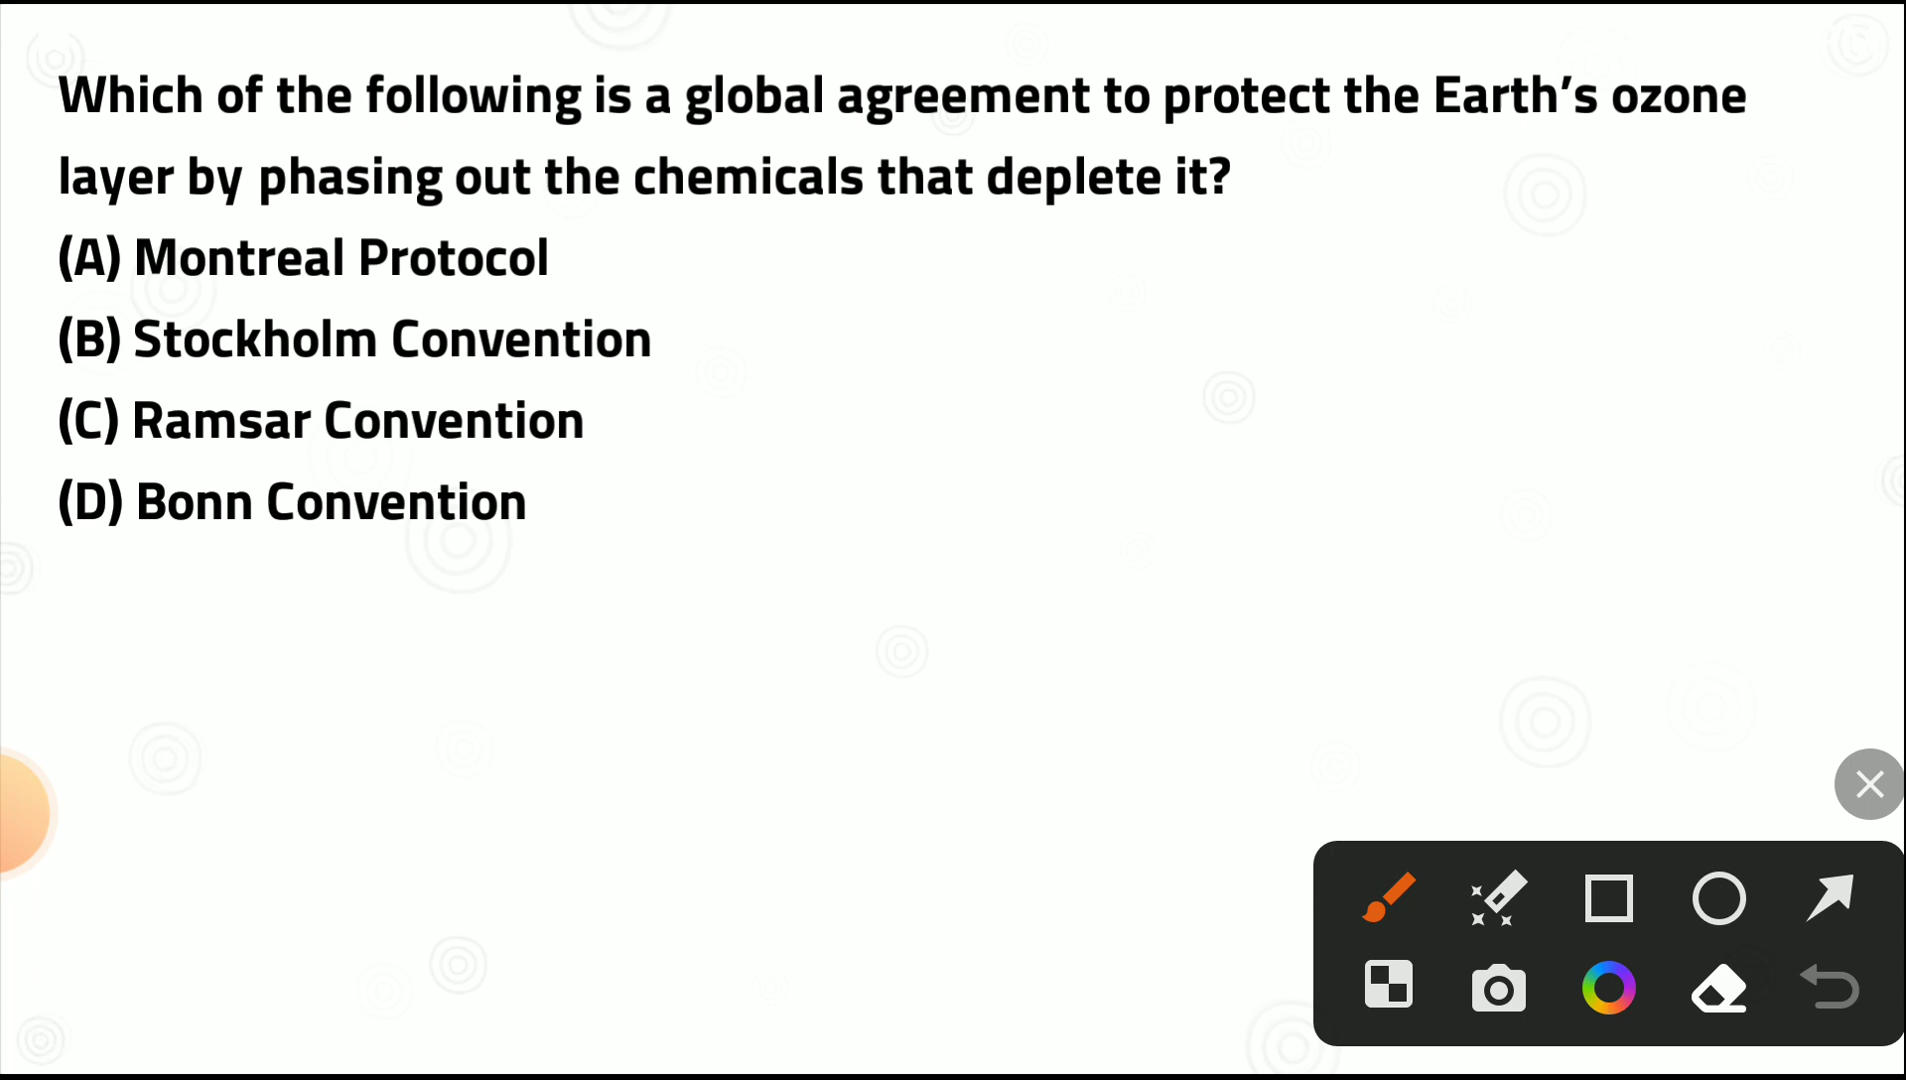 Which of the following is a global agreement to protect the Earth’s ozone
layer by phasing out the chemicals that deplete it?
(A) Montreal Protocol
(B) Stockholm Convention
(C) Ramsar Convention
(D) Bonn Convention